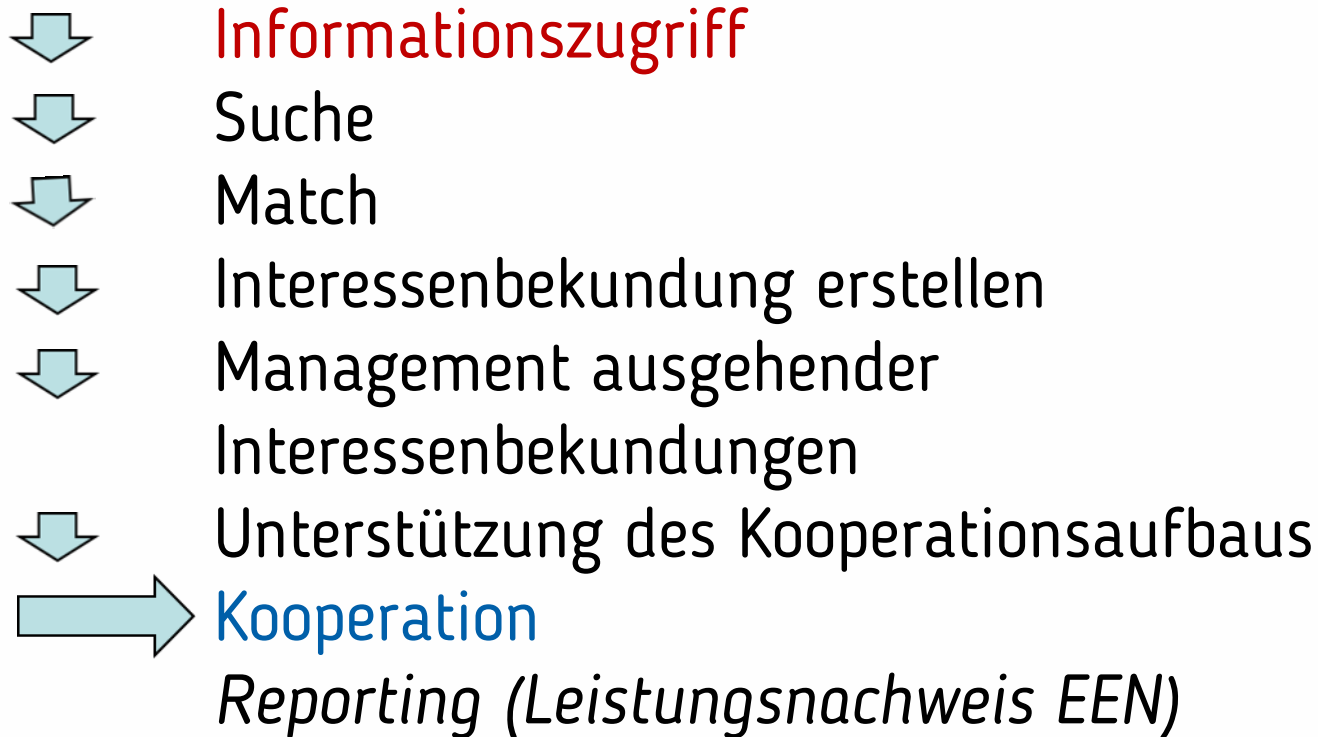 Informationszugriff
Suche
Match
Interessenbekundung erstellen
Management ausgehender
Interessenbekundungen
Unterstützung des Kooperationsaufbaus
Kooperation
Reporting (Leistungsnachweis EEN)